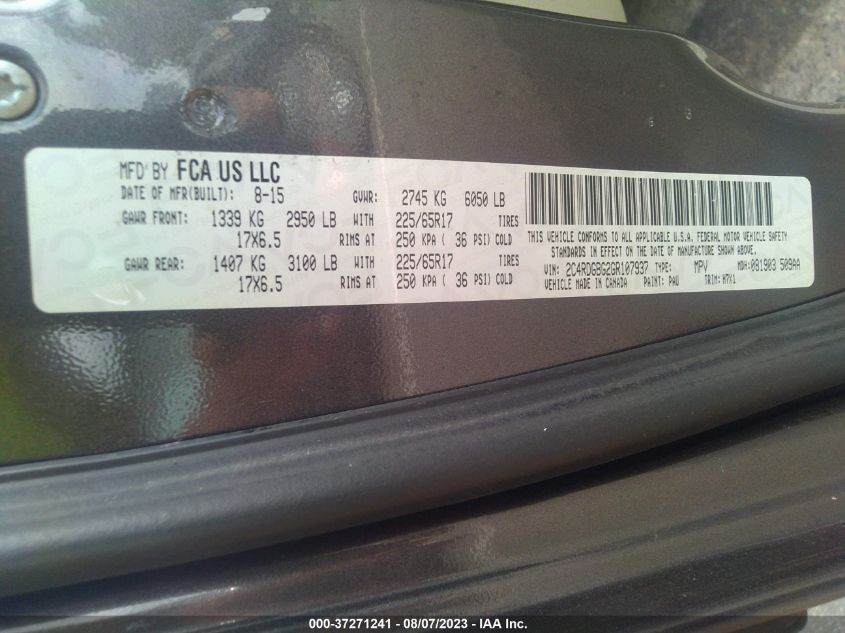 MFD BY FCA US LLC
DATE OF MFR(BUILT): 8-15 GVWR: 2745 KG 6050 LB
GAWR FRONT: 1339 KG 2950 LB WITH 225/65R17 TIRES
17X6.5 RIMS AT 250 KPA ( 36 PSI) COLD
GAWR REAR: 1407 KG 3100 LB WITH 225/65R17 TIRES
17X6.5 RIMS AT 250 KPA ( 36 PSI) COLD
THIS VEHICLE CONFORMS TO ALL APPLICABLE U.S.A. FEDERAL MOTOR VEHICLE SAFETY
STANDARDS IN EFFECT ON THE DATE OF MANUFACTURE SHOWN ABOVE.
VIN: 2C4RDGBG2GR107937 TYPE: MPV MDH: 081903 509AA
VEHICLE MADE IN CANADA PAINT: PAU TRIM: M7X1
000-37271241 - 08/07/2023 - IAA Inc.